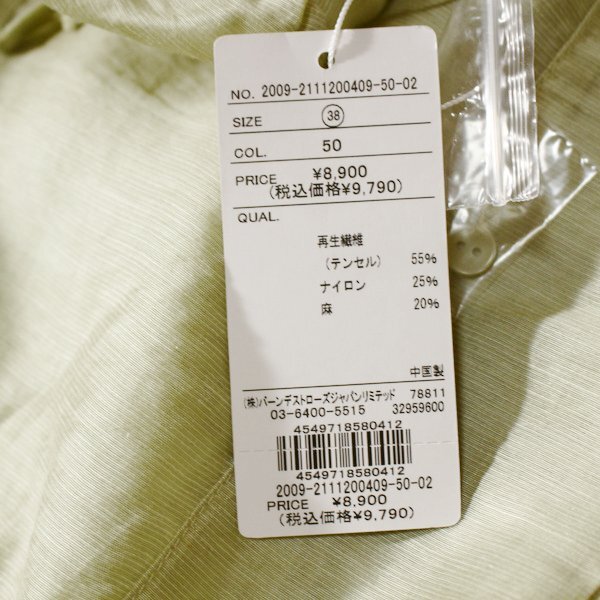 NO. 2009-2111200409-50-02
SIZE 38
COL. 50
PRICE ¥8,900
(税込価格¥9,790)
QUAL.
再生繊維
(テンセル) 55%
ナイロン 25%
麻 20%
中国製
(株)バーンデストローズジャパンリミテッド 78811
03-6400-5515 32959600
4549718580412
4549718580412
2009-2111200409-50-02
PRICE ¥8,900
(税込価格¥9,790)